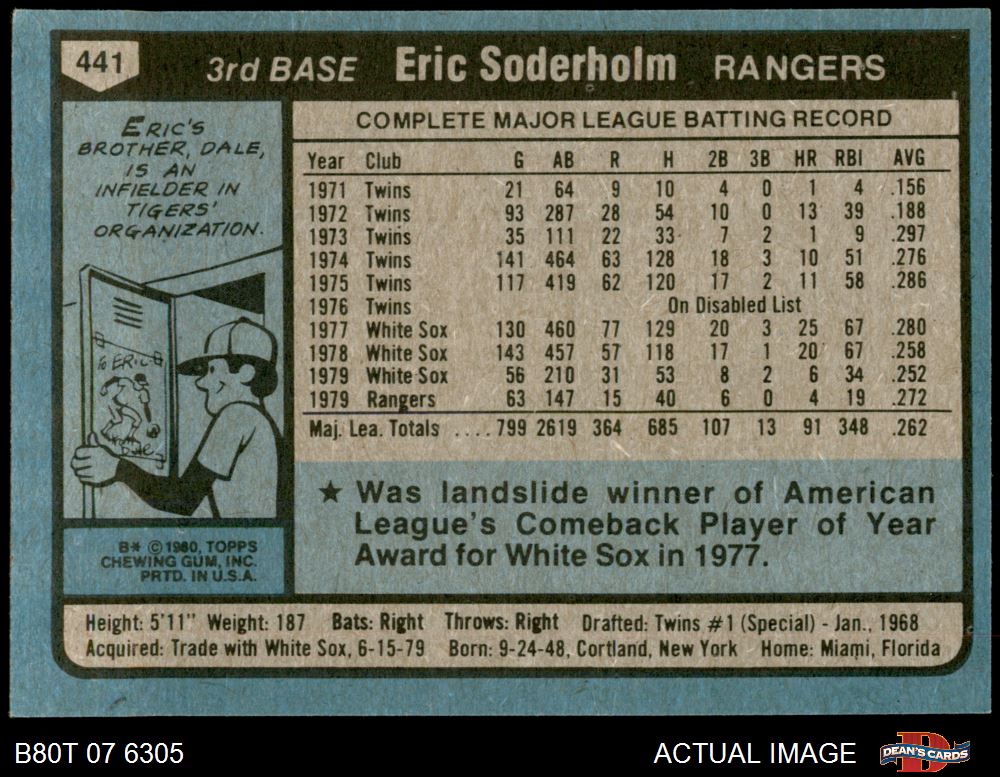 441 3rd BASE Eric Soderholm RANGERS
ERIC'S
BROTHER, DALE,
IS AN
INFIELDER IN
TIGERS'
ORGANIZATION.
To ERIC
Dale
B* © 1980, TOPPS
CHEWING GUM, INC.
PRTD. IN U.S.A.
COMPLETE MAJOR LEAGUE BATTING RECORD
Year Club G AB R H 2B 3B HR RBI AVG
1971 Twins 21 64 9 10 4 0 1 4 .156
1972 Twins 93 287 28 54 10 0 13 39 .188
1973 Twins 35 111 22 33 7 2 1 9 .297
1974 Twins 141 464 63 128 18 3 10 51 .276
1975 Twins 117 419 62 120 17 2 11 58 .286
1976 Twins On Disabled List
1977 White Sox 130 460 77 129 20 3 25 67 .280
1978 White Sox 143 457 57 118 17 1 20 67 .258
1979 White Sox 56 210 31 53 8 2 6 34 .252
1979 Rangers 63 147 15 40 6 0 4 19 .272
Maj. Lea. Totals .... 799 2619 364 685 107 13 91 348 .262
★ Was landslide winner of American
League's Comeback Player of Year
Award for White Sox in 1977.
Height: 5'11" Weight: 187 Bats: Right Throws: Right Drafted: Twins #1 (Special) - Jan., 1968
Acquired: Trade with White Sox, 6-15-79 Born: 9-24-48, Cortland, New York Home: Miami, Florida
B80T 07 6305 ACTUAL IMAGE DEAN'S CARDS